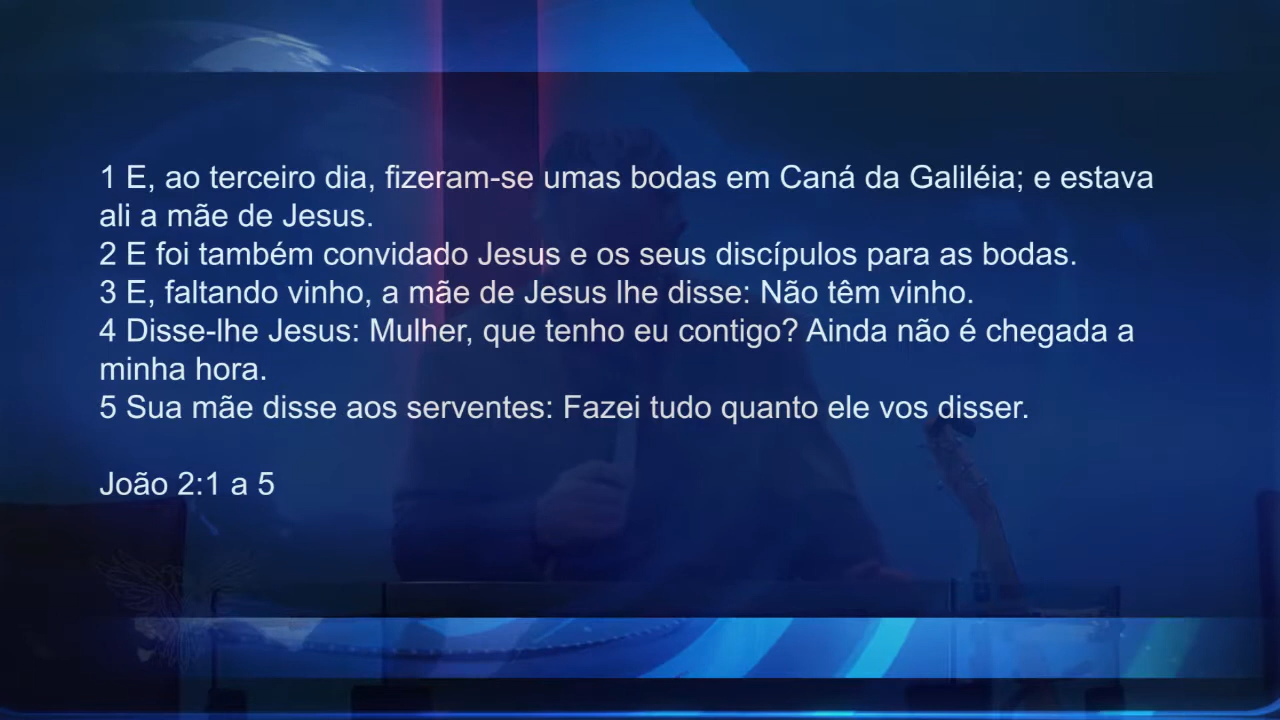 1 E, ao terceiro dia, fizeram-se umas bodas em Caná da Galiléia; e estava
ali a mãe de Jesus.
2 E foi também convidado Jesus e os seus discípulos para as bodas.
3 E, faltando vinho, a mãe de Jesus lhe disse: Não têm vinho.
4 Disse-lhe Jesus: Mulher, que tenho eu contigo? Ainda não é chegada a
minha hora.
5 Sua mãe disse aos serventes: Fazei tudo quanto ele vos disser.
João 2:1 a 5